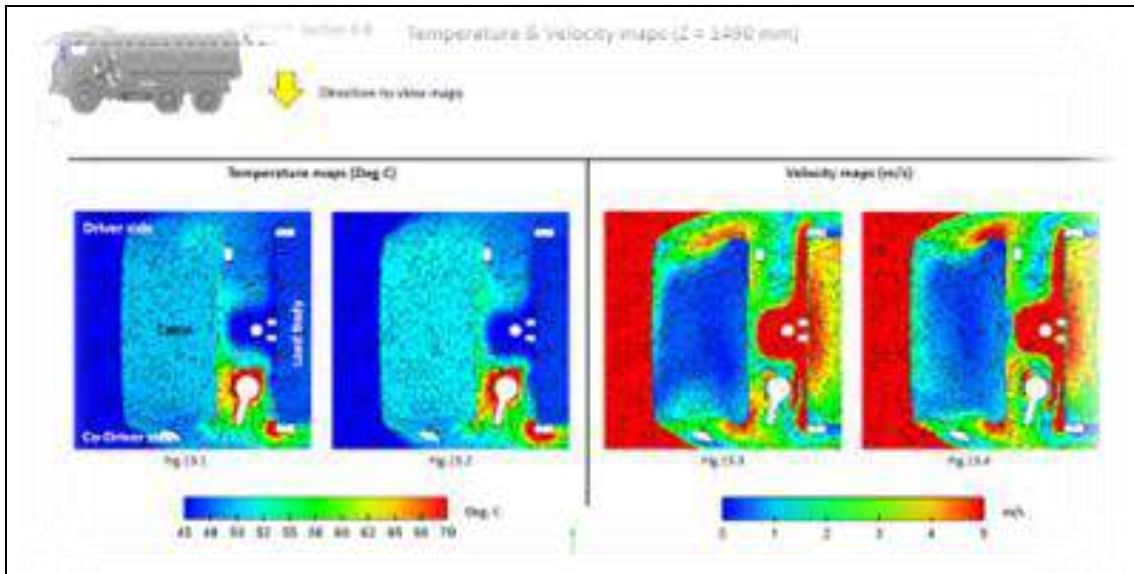 Section
Temperature & Velocity maps (Z = 1490 mm)
Direction to view maps
Temperature maps (Deg C)
Velocity maps (m/s)
Driver side
Cabin
Load body
Co-Driver side
Deg. C
45 48 50 52 55 58 60 63 65 68 70
m/s
0 1 2 3 4 5